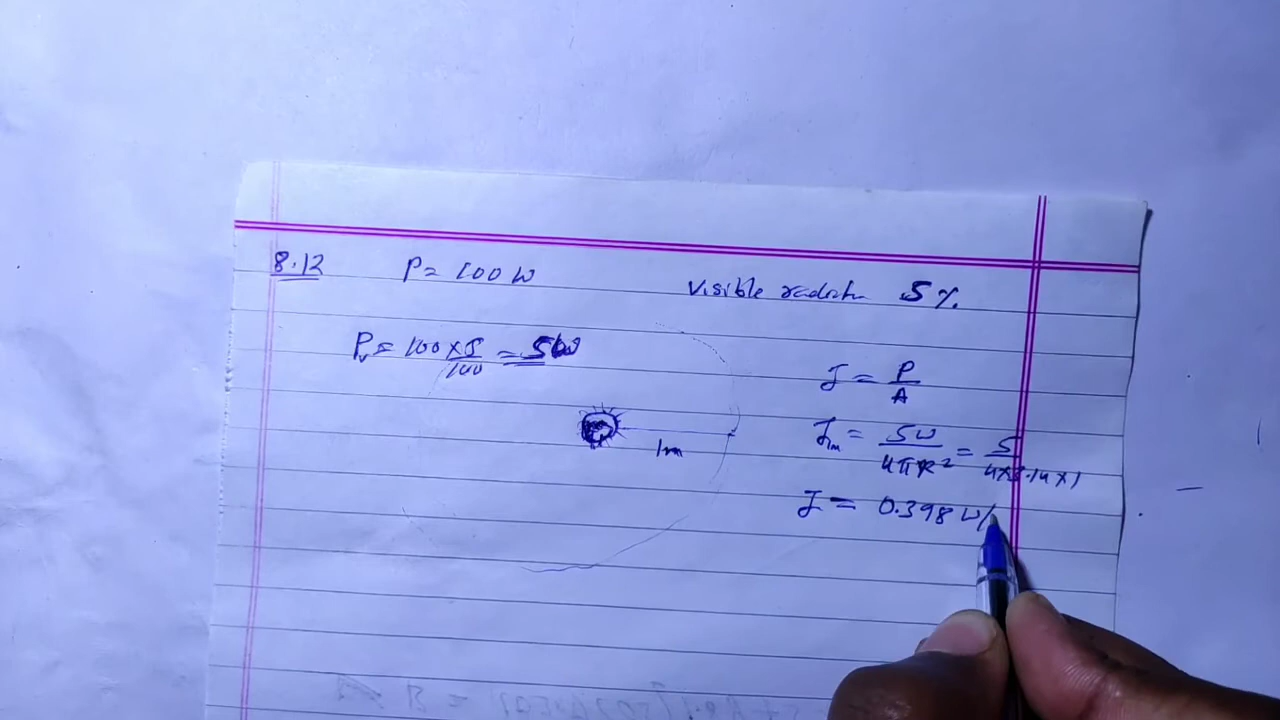 8.12 P = 100 W visible 5 %.
Pv = 100 × 5 / 100 = 5W
I = P / A
1m
Im = 5W / 4πr² = 5 / 4×3.14×1
I = 0.398 W/